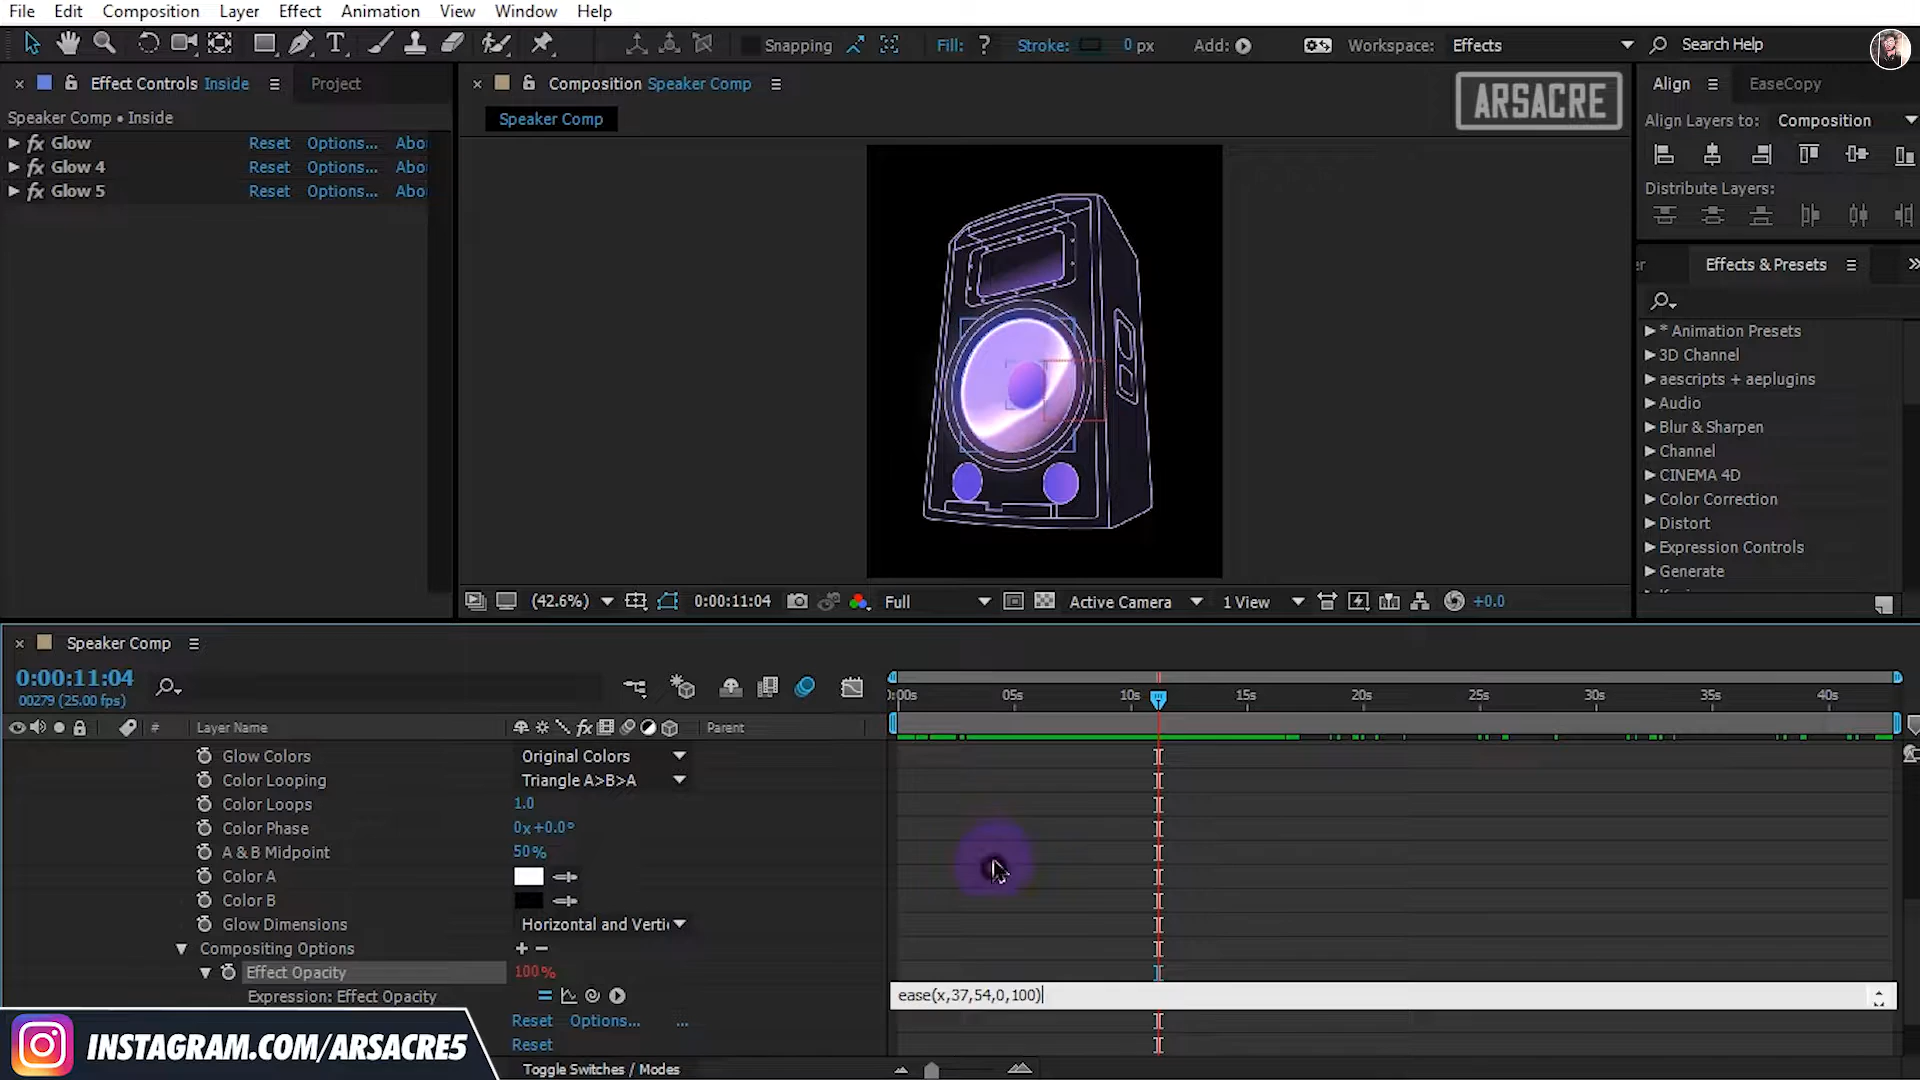 File Edit Composition Layer Effect Animation View Window Help
Snapping Fill: ? Stroke: 0 px Add: Workspace: Effects Search Help
Effect Controls Inside Project
Composition Speaker Comp
Align EaseCopy
ARSACRE
Speaker Comp • Inside
Speaker Comp
Align Layers to: Composition
fx Glow Reset Options... Abo
fx Glow 4 Reset Options... Abo
fx Glow 5 Reset Options... Abo
Distribute Layers:
Effects & Presets
* Animation Presets
3D Channel
aescripts + aeplugins
Audio
Blur & Sharpen
Channel
CINEMA 4D
Color Correction
Distort
Expression Controls
Generate
(42.6%) 0:00:11:04 Full Active Camera 1 View +0.0
Speaker Comp
0:00:11:04
00279 (25.00 fps)
0:00s 05s 10s 15s 20s 25s 30s 35s 40s
# Layer Name fx Parent
Glow Colors Original Colors
Color Looping Triangle A>B>A
Color Loops 1.0
Color Phase 0x+0.0°
A & B Midpoint 50%
Color A
Color B
Glow Dimensions Horizontal and Verti
Compositing Options + −
Effect Opacity 100%
Expression: Effect Opacity ease(x,37,54,0,100)
Reset Options... ...
Reset
Toggle Switches / Modes
INSTAGRAM.COM/ARSACRE5